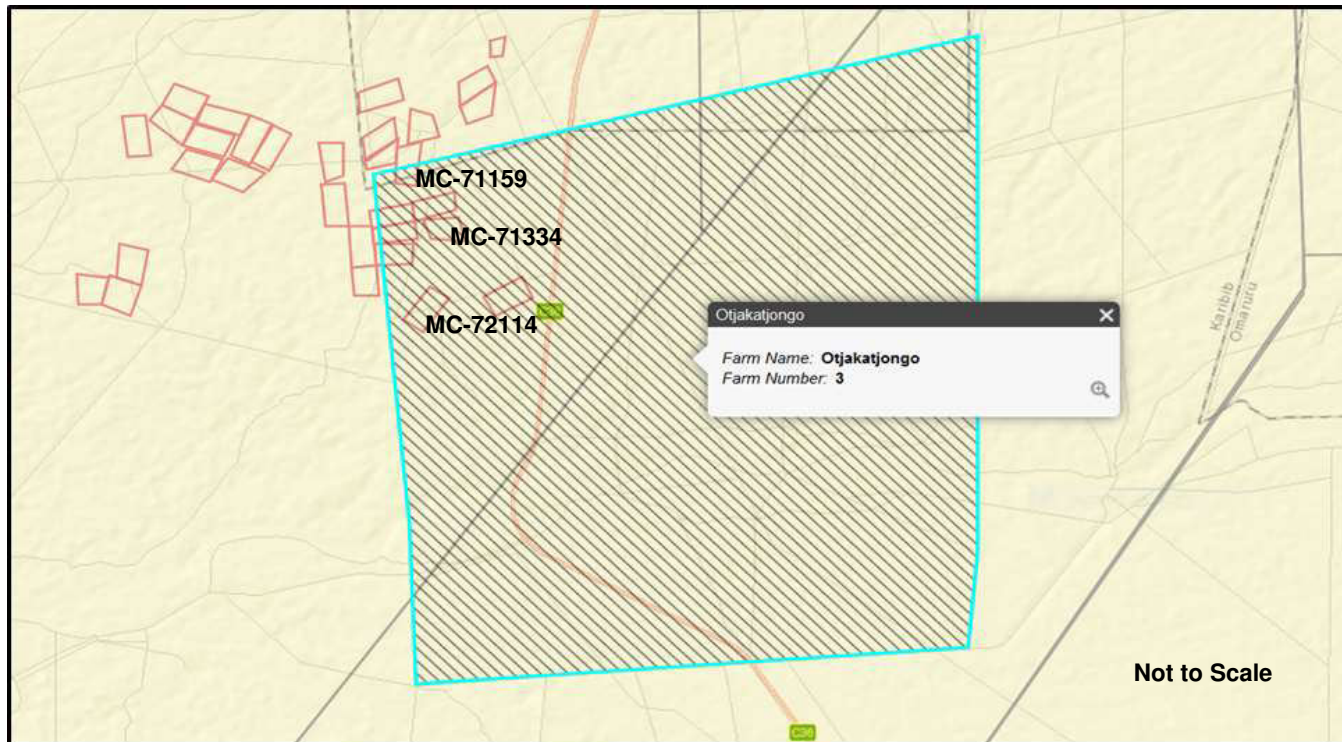 MC-71159
MC-71334
MC-72114
Otjakatjongo
Farm Name: Otjakatjongo
Farm Number: 3
Karibib
Omaruru
Not to Scale
C36